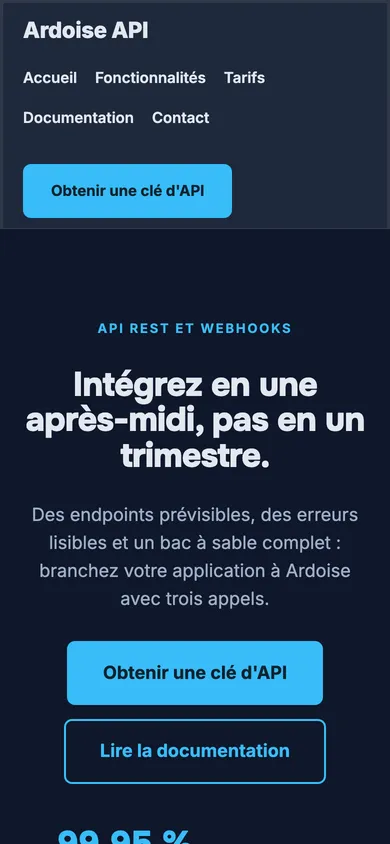 Ardoise API
Accueil Fonctionnalités Tarifs
Documentation Contact
Obtenir une clé d'API
API REST ET WEBHOOKS
Intégrez en une
après-midi, pas en un
trimestre.
Des endpoints prévisibles, des erreurs
lisibles et un bac à sable complet :
branchez votre application à Ardoise
avec trois appels.
Obtenir une clé d'API
Lire la documentation
99,95 %